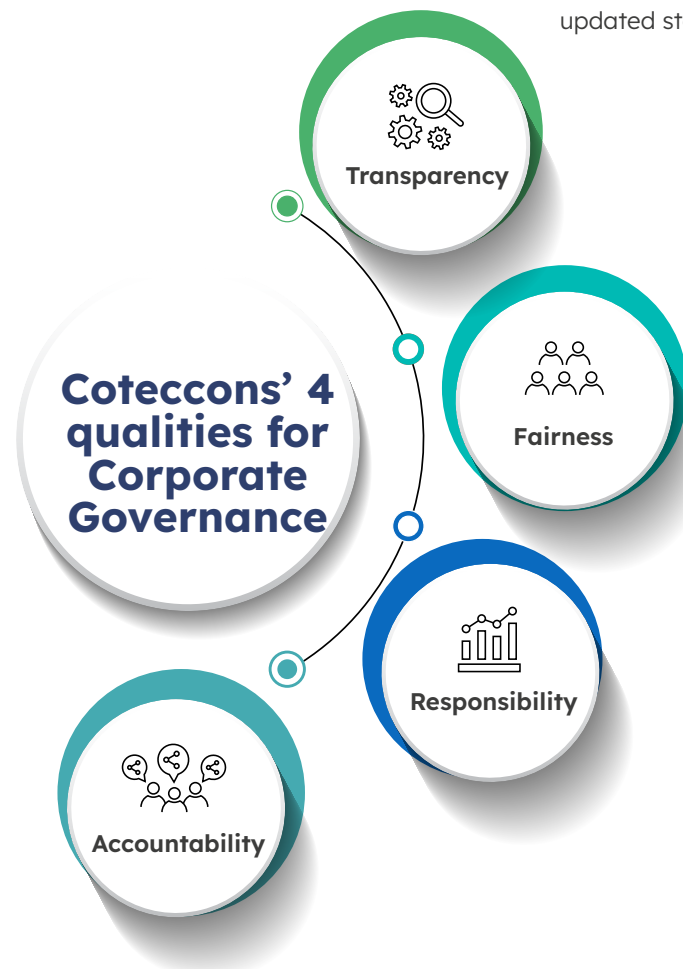 updated st
Transparency
Coteccons’ 4
qualities for
Corporate
Governance
Fairness
Responsibility
Accountability